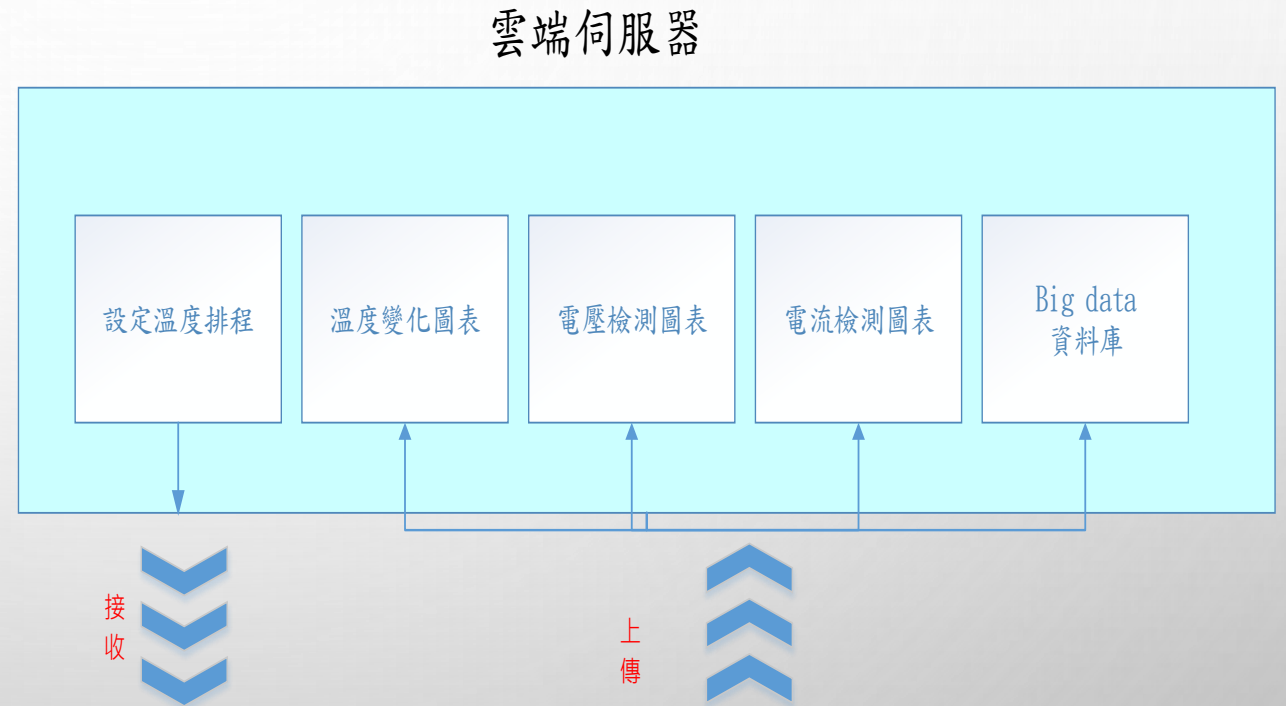 雲端伺服器
設定溫度排程
溫度變化圖表
電壓檢測圖表
電流檢測圖表
Big data
資料庫
接
收
上
傳